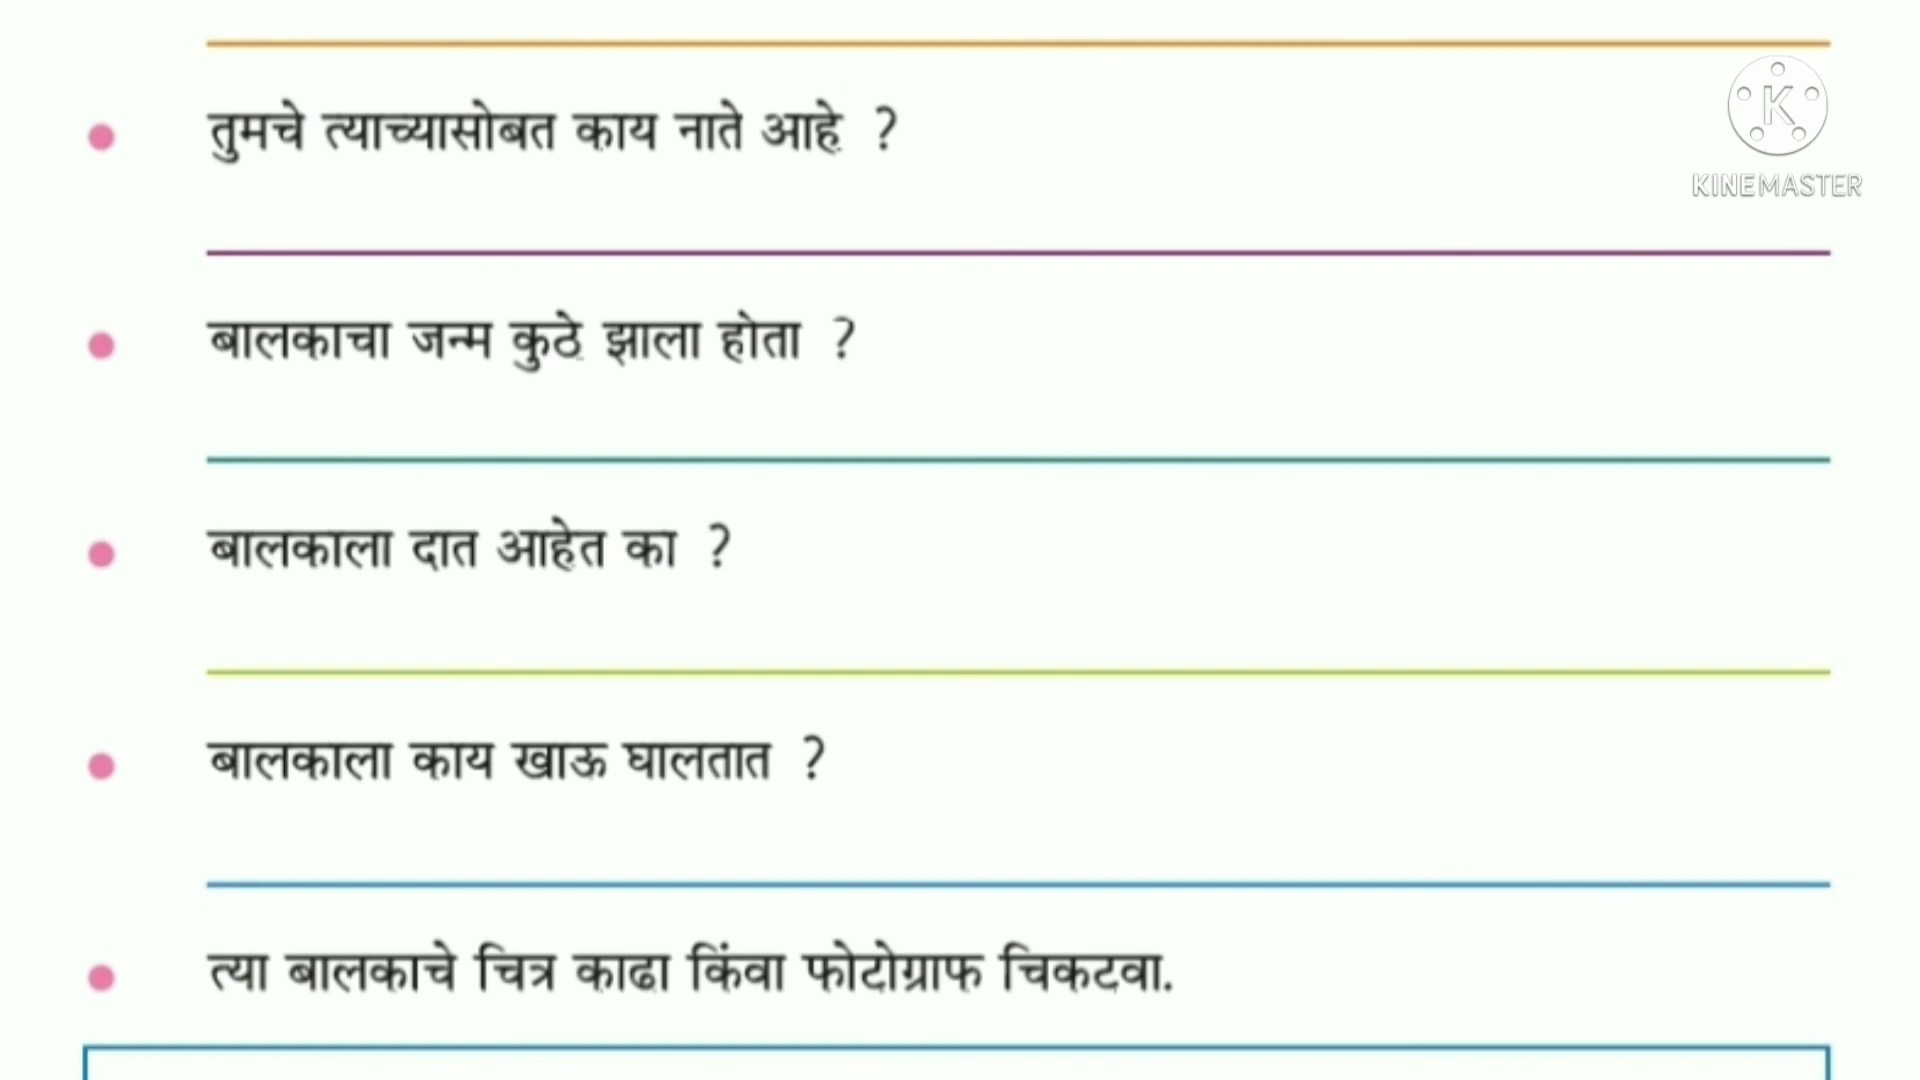 तुमचे त्याच्यासोबत काय नाते आहे ?
K
KINEMASTER
बालकाचा जन्म कुठे झाला होता ?
बालकाला दात आहेत का ?
बालकाला काय खाऊ घालतात ?
त्या बालकाचे चित्र काढा किंवा फोटोग्राफ चिकटवा.